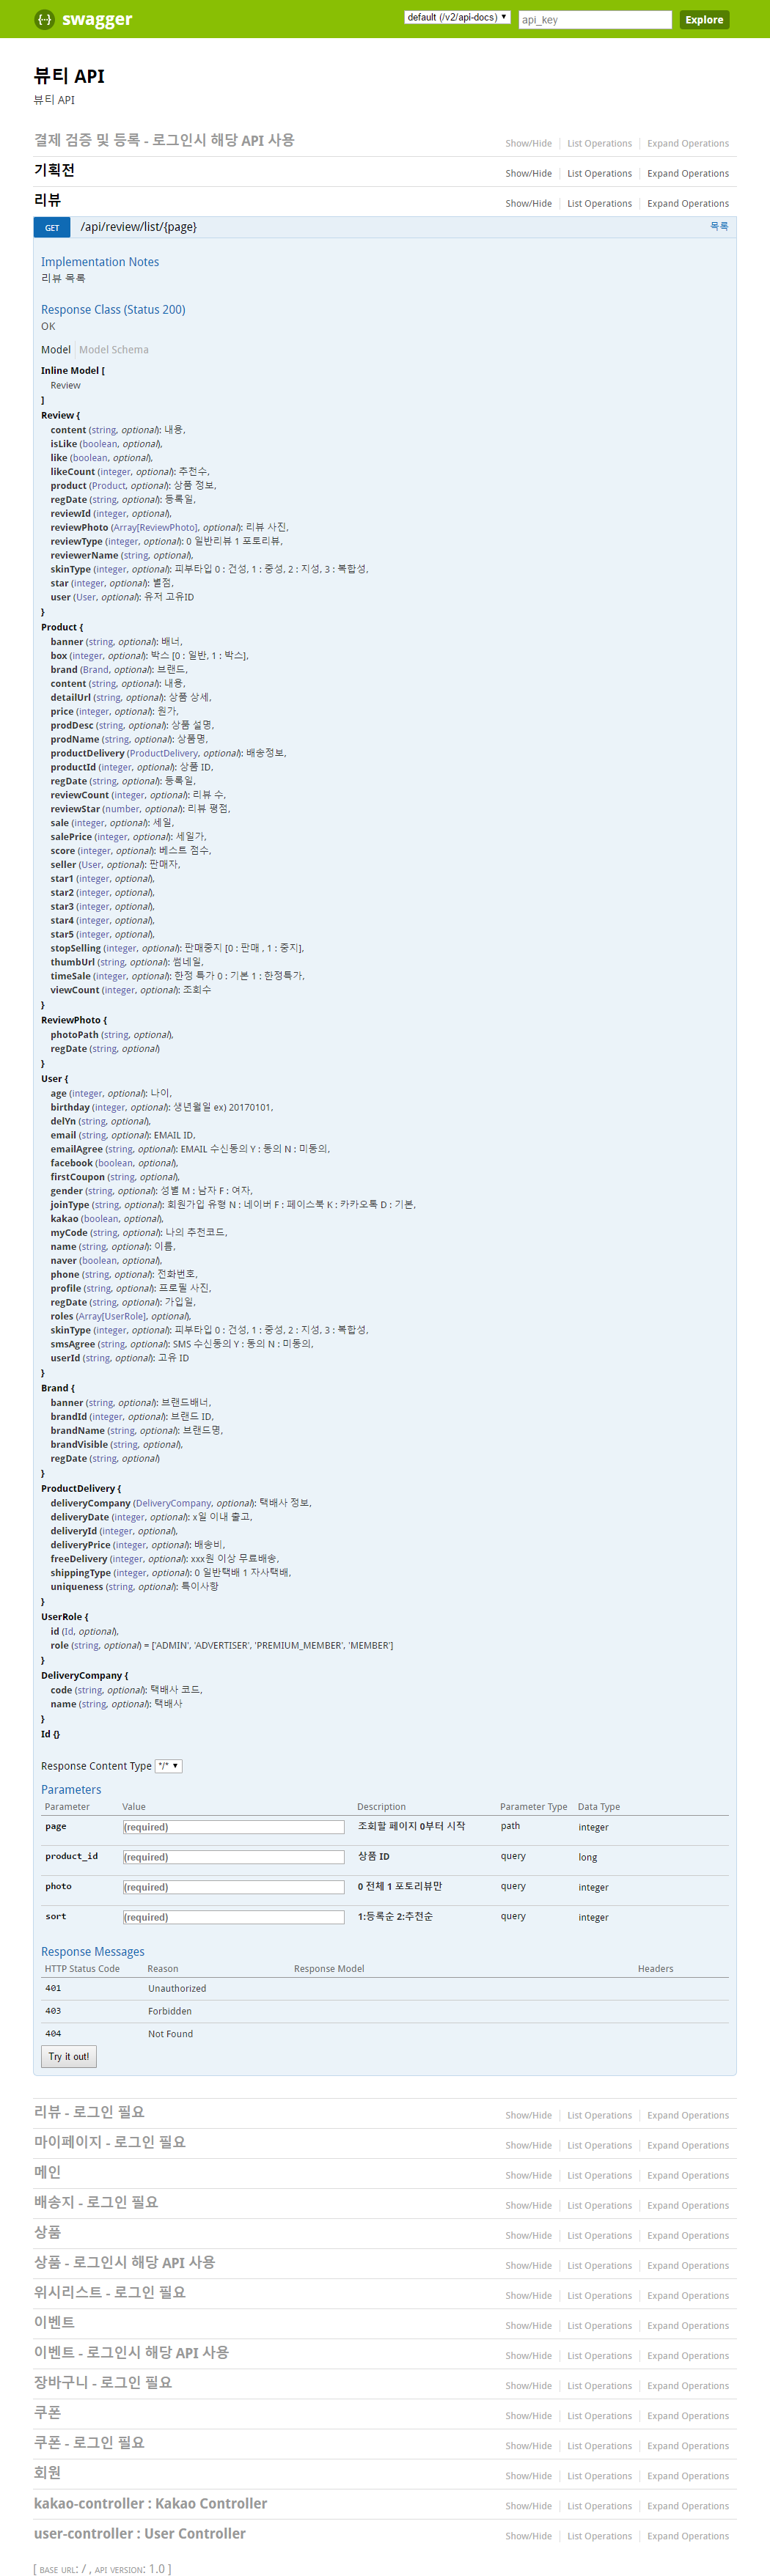 {··} swagger default (/v2/api-docs) api_key Explore
뷰티 API
뷰티 API
결제 검증 및 등록 - 로그인시 해당 API 사용 Show/Hide List Operations Expand Operations
기획전 Show/Hide List Operations Expand Operations
리뷰 Show/Hide List Operations Expand Operations
GET /api/review/list/{page} 목록
Implementation Notes
리뷰 목록
Response Class (Status 200)
OK
Model Model Schema
Inline Model [
Review
]
Review {
content (string, optional): 내용,
isLike (boolean, optional),
like (boolean, optional),
likeCount (integer, optional): 추천수,
product (Product, optional): 상품 정보,
regDate (string, optional): 등록일,
reviewId (integer, optional),
reviewPhoto (Array[ReviewPhoto], optional): 리뷰 사진,
reviewType (integer, optional): 0 일반리뷰 1 포토리뷰,
reviewerName (string, optional),
skinType (integer, optional): 피부타입 0 : 건성, 1 : 중성, 2 : 지성, 3 : 복합성,
star (integer, optional): 별점,
user (User, optional): 유저 고유ID
}
Product {
banner (string, optional): 배너,
box (integer, optional): 박스 [0 : 일반, 1 : 박스],
brand (Brand, optional): 브랜드,
content (string, optional): 내용,
detailUrl (string, optional): 상품 상세,
price (integer, optional): 원가,
prodDesc (string, optional): 상품 설명,
prodName (string, optional): 상품명,
productDelivery (ProductDelivery, optional): 배송정보,
productId (integer, optional): 상품 ID,
regDate (string, optional): 등록일,
reviewCount (integer, optional): 리뷰 수,
reviewStar (number, optional): 리뷰 평점,
sale (integer, optional): 세일,
salePrice (integer, optional): 세일가,
score (integer, optional): 베스트 점수,
seller (User, optional): 판매자,
star1 (integer, optional),
star2 (integer, optional),
star3 (integer, optional),
star4 (integer, optional),
star5 (integer, optional),
stopSelling (integer, optional): 판매중지 [0 : 판매 , 1 : 중지],
thumbUrl (string, optional): 썸네일,
timeSale (integer, optional): 한정 특가 0 : 기본 1 : 한정특가,
viewCount (integer, optional): 조회수
}
ReviewPhoto {
photoPath (string, optional),
regDate (string, optional)
}
User {
age (integer, optional): 나이,
birthday (integer, optional): 생년월일 ex) 20170101,
delYn (string, optional),
email (string, optional): EMAIL ID,
emailAgree (string, optional): EMAIL 수신동의 Y : 동의 N : 미동의,
facebook (boolean, optional),
firstCoupon (string, optional),
gender (string, optional): 성별 M : 남자 F : 여자,
joinType (string, optional): 회원가입 유형 N : 네이버 F : 페이스북 K : 카카오톡 D : 기본,
kakao (boolean, optional),
myCode (string, optional): 나의 추천코드,
name (string, optional): 이름,
naver (boolean, optional),
phone (string, optional): 전화번호,
profile (string, optional): 프로필 사진,
regDate (string, optional): 가입일,
roles (Array[UserRole], optional),
skinType (integer, optional): 피부타입 0 : 건성, 1 : 중성, 2 : 지성, 3 : 복합성,
smsAgree (string, optional): SMS 수신동의 Y : 동의 N : 미동의,
userId (string, optional): 고유 ID
}
Brand {
banner (string, optional): 브랜드배너,
brandId (integer, optional): 브랜드 ID,
brandName (string, optional): 브랜드명,
brandVisible (string, optional),
regDate (string, optional)
}
ProductDelivery {
deliveryCompany (DeliveryCompany, optional): 택배사 정보,
deliveryDate (integer, optional): x일 이내 출고,
deliveryId (integer, optional),
deliveryPrice (integer, optional): 배송비,
freeDelivery (integer, optional): xxx원 이상 무료배송,
shippingType (integer, optional): 0 일반택배 1 자사택배,
uniqueness (string, optional): 특이사항
}
UserRole {
id (Id, optional),
role (string, optional) = ['ADMIN', 'ADVERTISER', 'PREMIUM_MEMBER', 'MEMBER']
}
DeliveryCompany {
code (string, optional): 택배사 코드,
name (string, optional): 택배사
}
Id {}
Response Content Type */*
Parameters
Parameter Value Description Parameter Type Data Type
page (required) 조회할 페이지 0부터 시작 path integer
product_id (required) 상품 ID query long
photo (required) 0 전체 1 포토리뷰만 query integer
sort (required) 1:등록순 2:추천순 query integer
Response Messages
HTTP Status Code Reason Response Model Headers
401 Unauthorized
403 Forbidden
404 Not Found
Try it out!
리뷰 - 로그인 필요 Show/Hide List Operations Expand Operations
마이페이지 - 로그인 필요 Show/Hide List Operations Expand Operations
메인 Show/Hide List Operations Expand Operations
배송지 - 로그인 필요 Show/Hide List Operations Expand Operations
상품 Show/Hide List Operations Expand Operations
상품 - 로그인시 해당 API 사용 Show/Hide List Operations Expand Operations
위시리스트 - 로그인 필요 Show/Hide List Operations Expand Operations
이벤트 Show/Hide List Operations Expand Operations
이벤트 - 로그인시 해당 API 사용 Show/Hide List Operations Expand Operations
장바구니 - 로그인 필요 Show/Hide List Operations Expand Operations
쿠폰 Show/Hide List Operations Expand Operations
쿠폰 - 로그인 필요 Show/Hide List Operations Expand Operations
회원 Show/Hide List Operations Expand Operations
kakao-controller : Kakao Controller Show/Hide List Operations Expand Operations
user-controller : User Controller Show/Hide List Operations Expand Operations
[ BASE URL: / , API VERSION: 1.0 ]